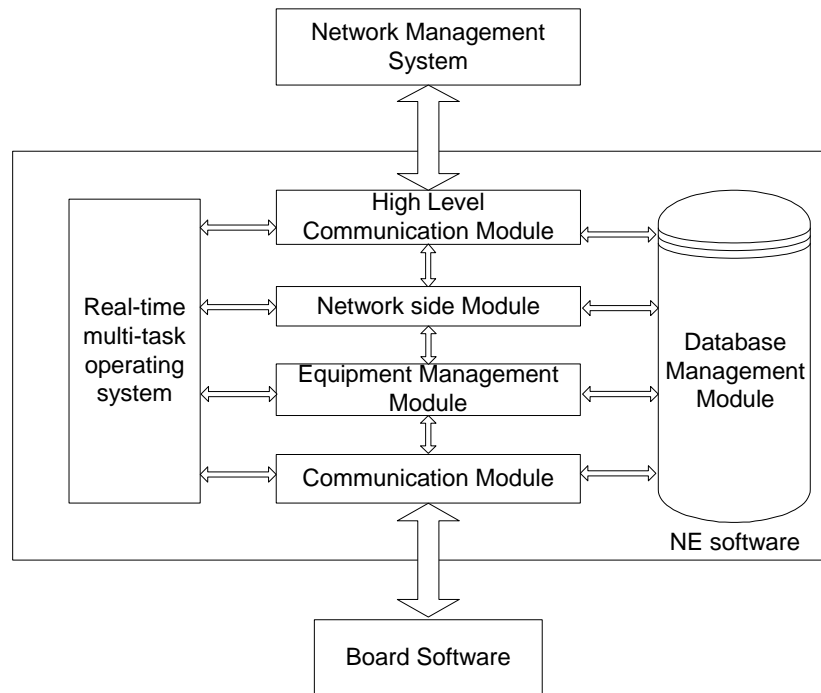 Network Management
System
High Level
Communication Module
Network side Module
Equipment Management
Module
Communication Module
Real-time
multi-task
operating
system
Database
Management
Module
NE software
Board Software